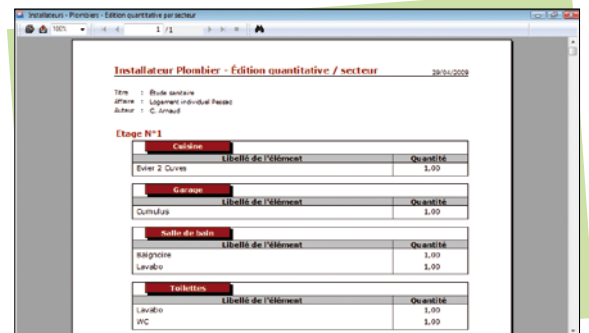 Installateurs - Plombiers - Edition quantitative par secteur
100% 1 /1
Installateur Plombier - Édition quantitative / secteur 29/04/2009
Titre : Étude sanitaire
Affaire : Logement individuel Pessac
Auteur : C. Arnaud
Etage N°1
Cuisine
Libellé de l'élément Quantité
Evier 2 Cuves 1,00
Garage
Libellé de l'élément Quantité
Cumulus 1,00
Salle de bain
Libellé de l'élément Quantité
Baignoire 1,00
Lavabo 1,00
Toilettes
Libellé de l'élément Quantité
Lavabo 1,00
WC 1,00